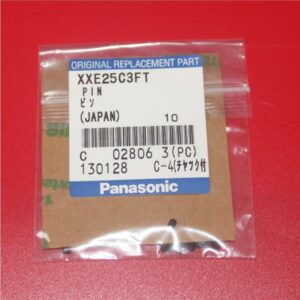 ORIGINAL REPLACEMENT PART
XXE25C3FT
PIN
ピン
(JAPAN) 10
C 02806 3(PC)
130128 C-4(チャック付
Panasonic